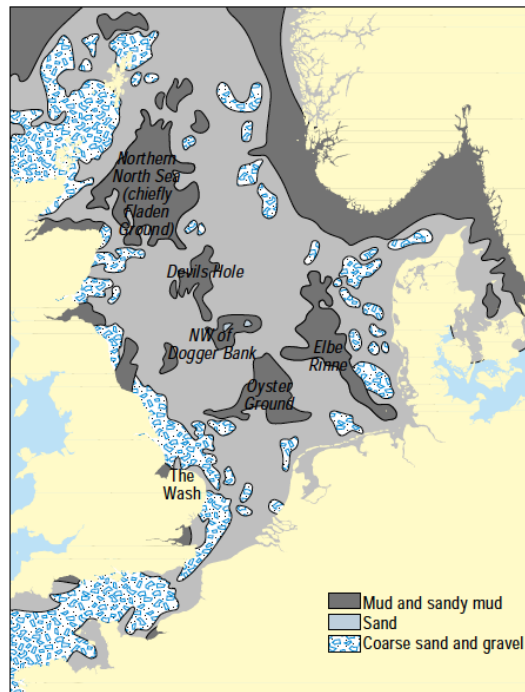 Northern
North Sea
(chiefly
Fladen
Ground)
Devils Hole
NW of
Dogger Bank
Elbe
Rinne
Oyster
Ground
The
Wash
Mud and sandy mud
Sand
Coarse sand and gravel